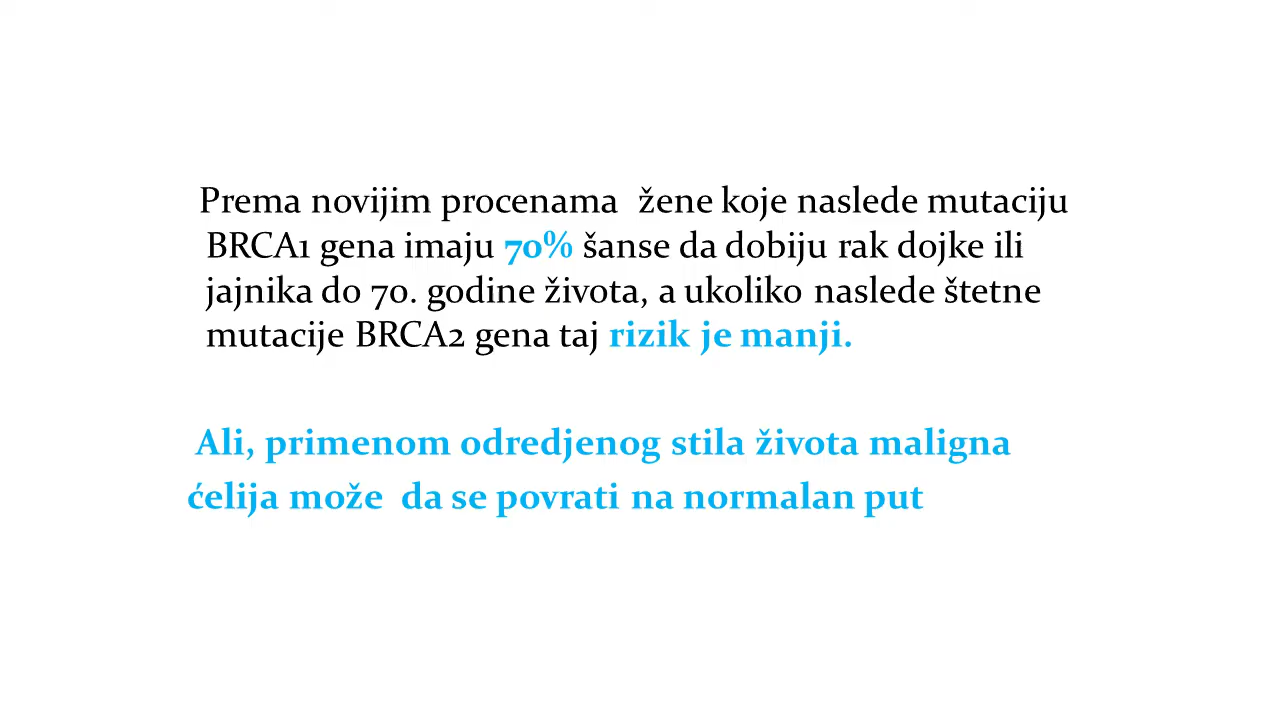 Prema novijim procenama žene koje naslede mutaciju
BRCA1 gena imaju 70% šanse da dobiju rak dojke ili
jajnika do 70. godine života, a ukoliko naslede štetne
mutacije BRCA2 gena taj rizik je manji.
Ali, primenom odredjenog stila života maligna
ćelija može da se povrati na normalan put